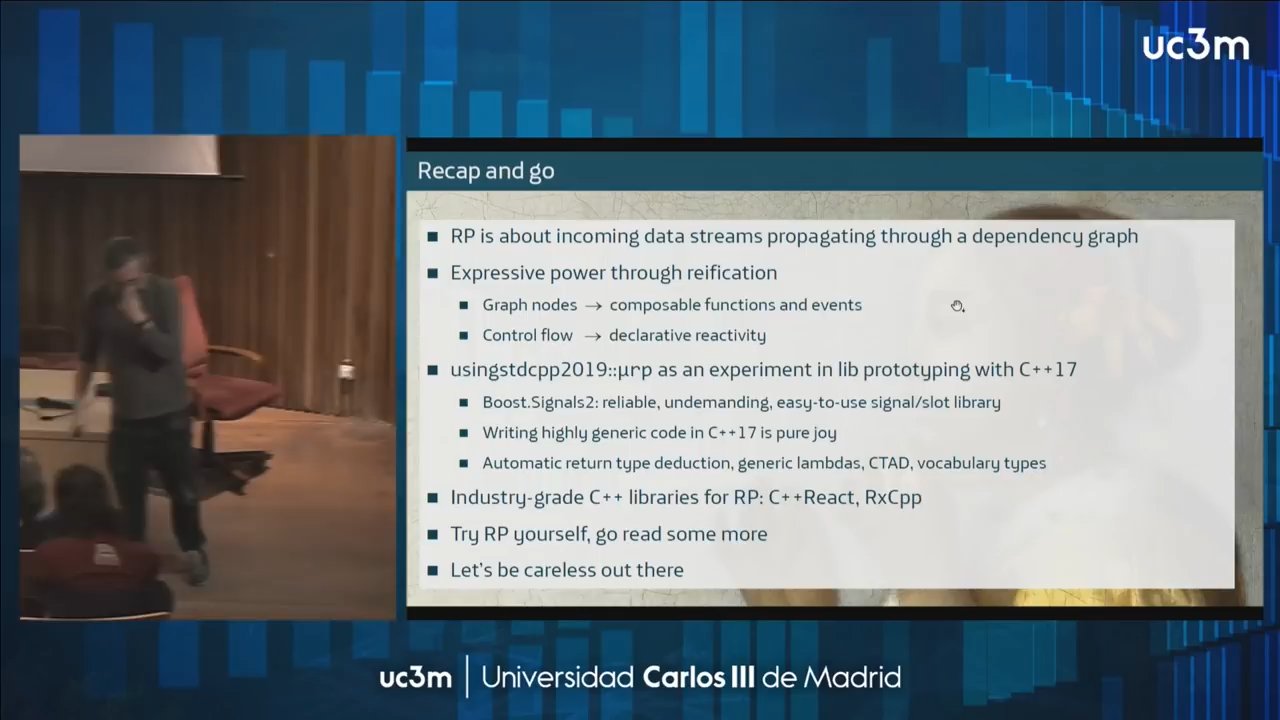 uc3m
Recap and go
RP is about incoming data streams propagating through a dependency graph
Expressive power through reification
Graph nodes → composable functions and events
Control flow → declarative reactivity
usingstdcpp2019::µrp as an experiment in lib prototyping with C++17
Boost.Signals2: reliable, undemanding, easy-to-use signal/slot library
Writing highly generic code in C++17 is pure joy
Automatic return type deduction, generic lambdas, CTAD, vocabulary types
Industry-grade C++ libraries for RP: C++React, RxCpp
Try RP yourself, go read some more
Let's be careless out there
uc3m | Universidad Carlos III de Madrid